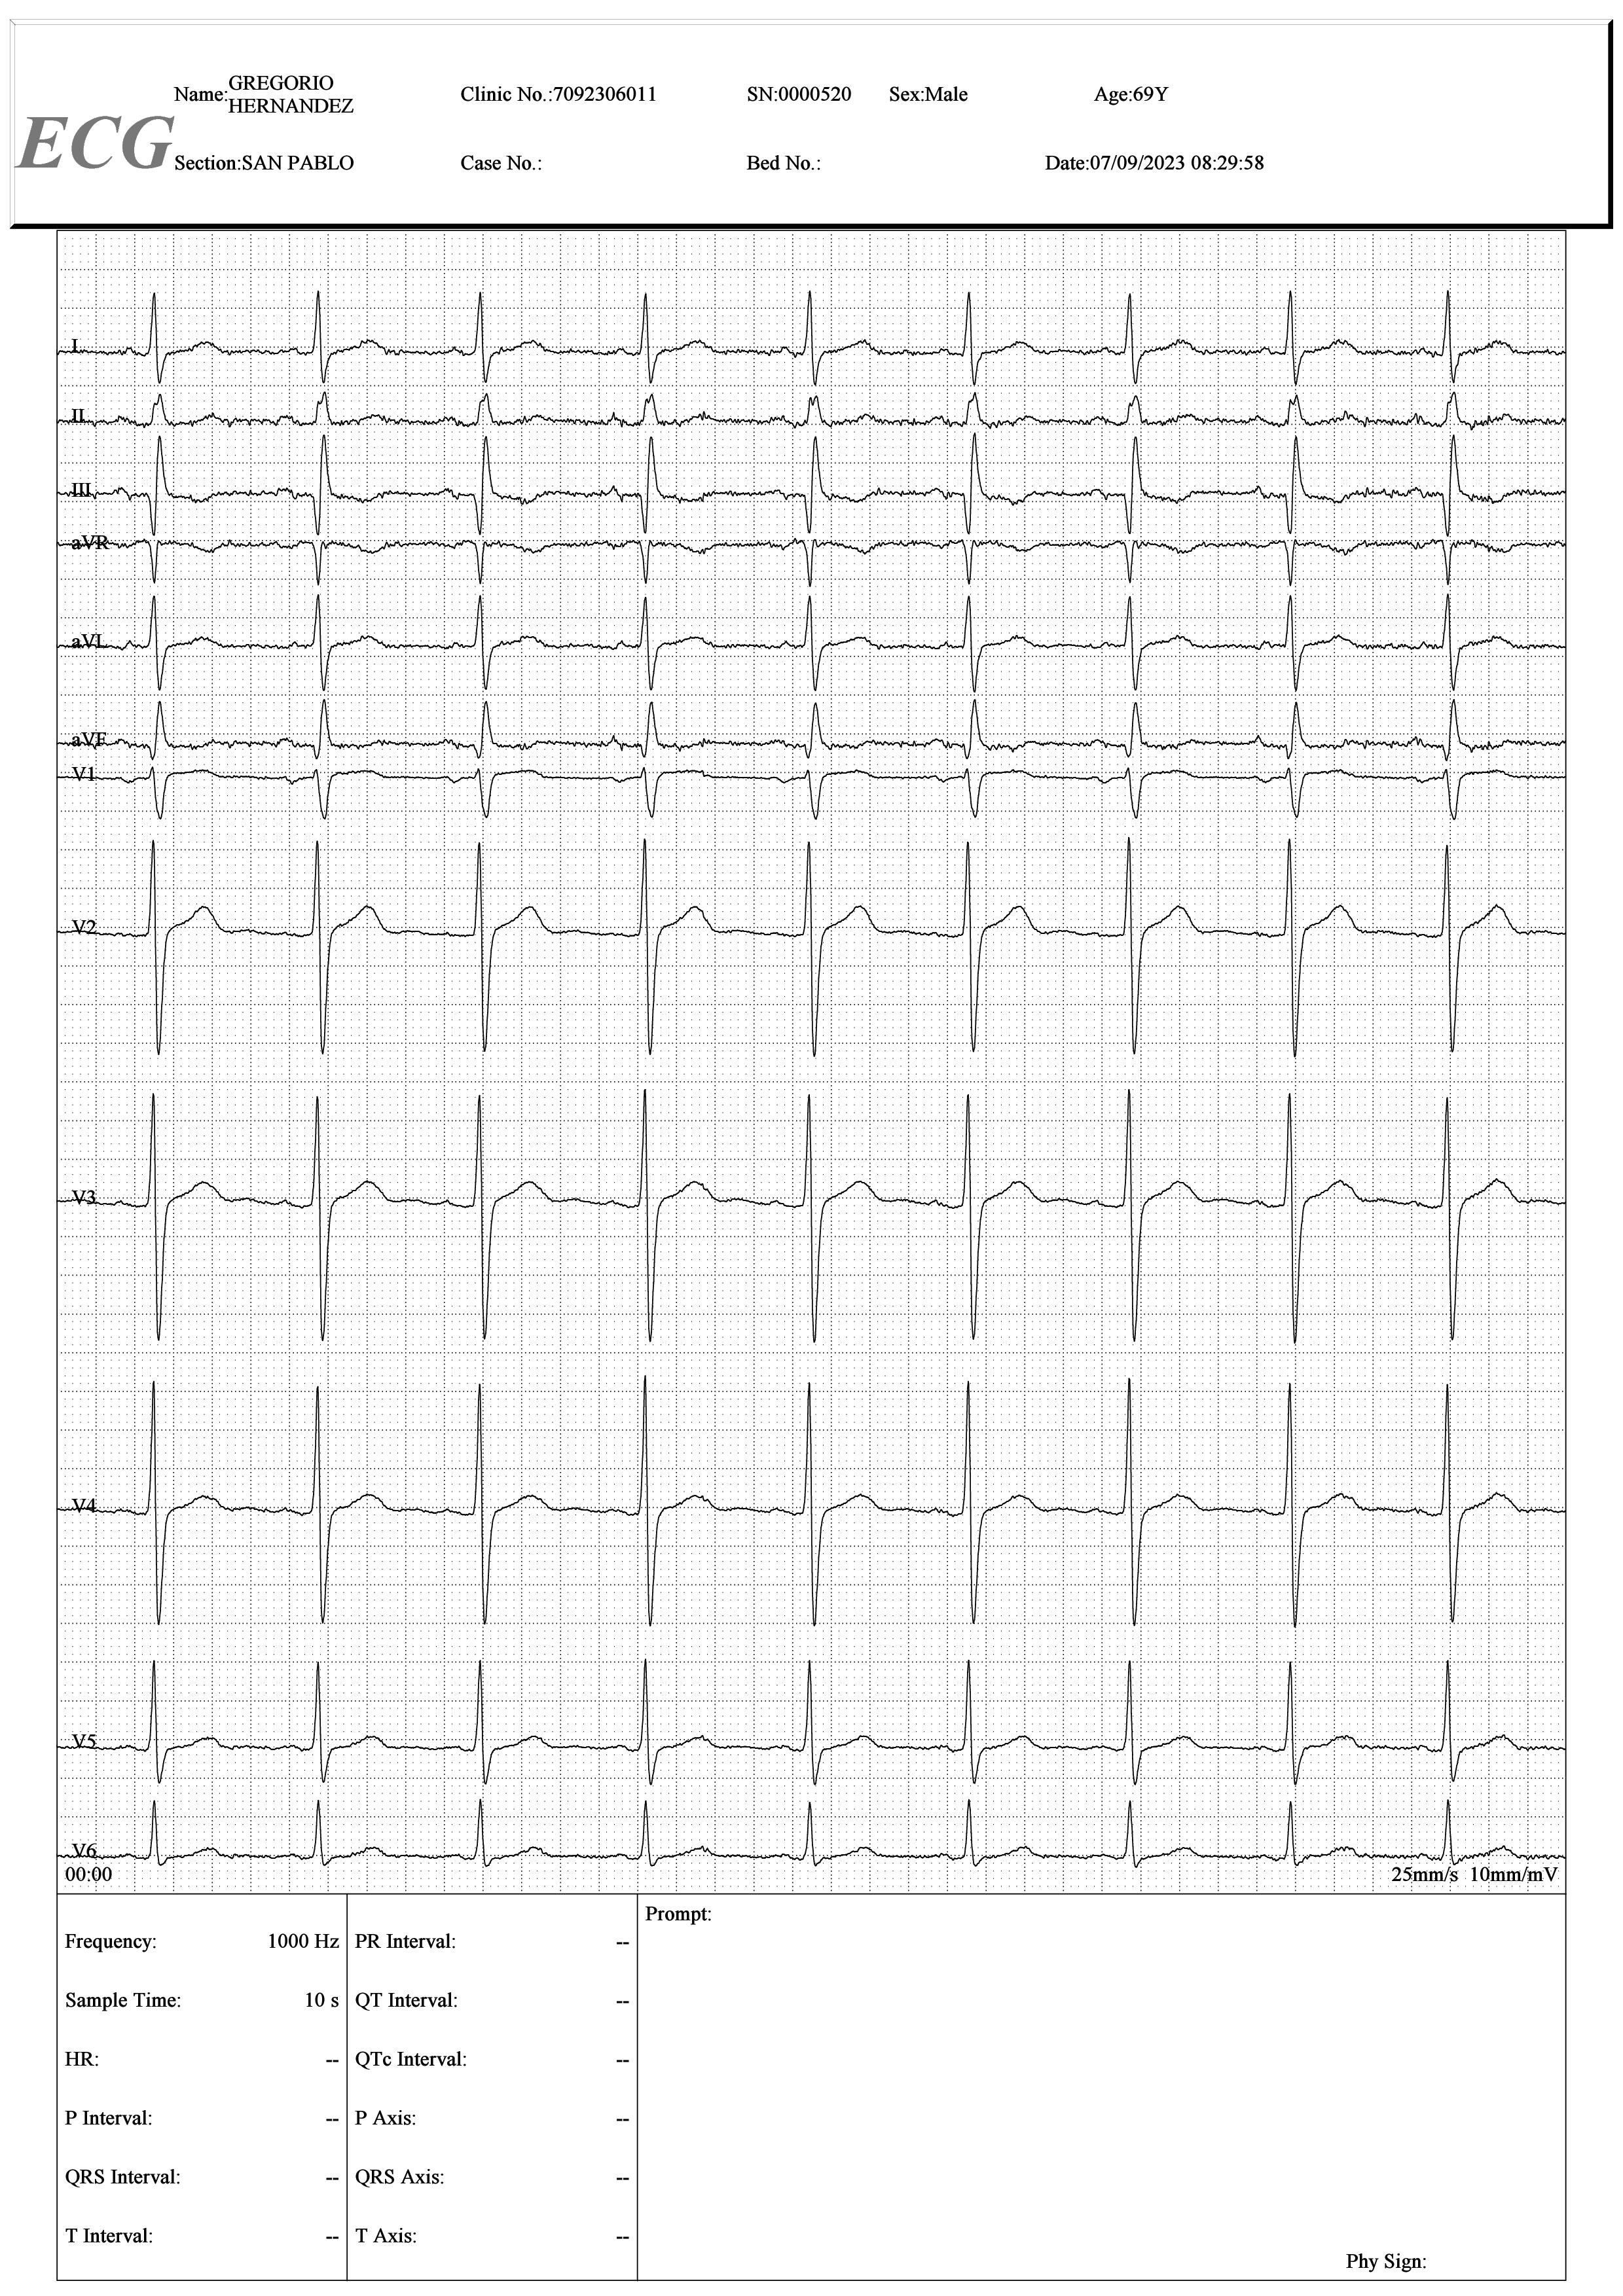 ECG
Name:GREGORIO HERNANDEZ Clinic No.:7092306011 SN:0000520 Sex:Male Age:69Y
Section:SAN PABLO Case No.: Bed No.: Date:07/09/2023 08:29:58
I
II
III
aVR
aVL
aVF
V1
V2
V3
V4
V5
V6
00:00 25mm/s 10mm/mV
Prompt:
Frequency: 1000 Hz PR Interval: --
Sample Time: 10 s QT Interval: --
HR: -- QTc Interval: --
P Interval: -- P Axis: --
QRS Interval: -- QRS Axis: --
T Interval: -- T Axis: --
Phy Sign: